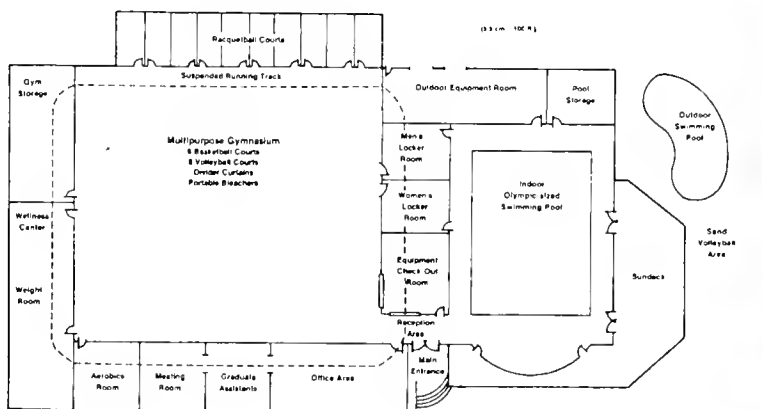 Racquetball Courts
Suspended Running Track
Gym
Storage
Outdoor Equipment Room
Pool
Storage
Outdoor
Swimming
Pool
Multipurpose Gymnasium
6 Basketball Courts
8 Volleyball Courts
Divider Curtains
Portable Bleachers
Men's
Locker
Room
Women's
Locker
Room
Indoor
Olympic-sized
Swimming Pool
Wellness
Center
Weight
Room
Equipment
Check Out
Room
Sundeck
Sand
Volleyball
Area
Reception
Area
Main
Entrance
Aerobics
Room
Meeting
Room
Graduate
Assistants
Office Area